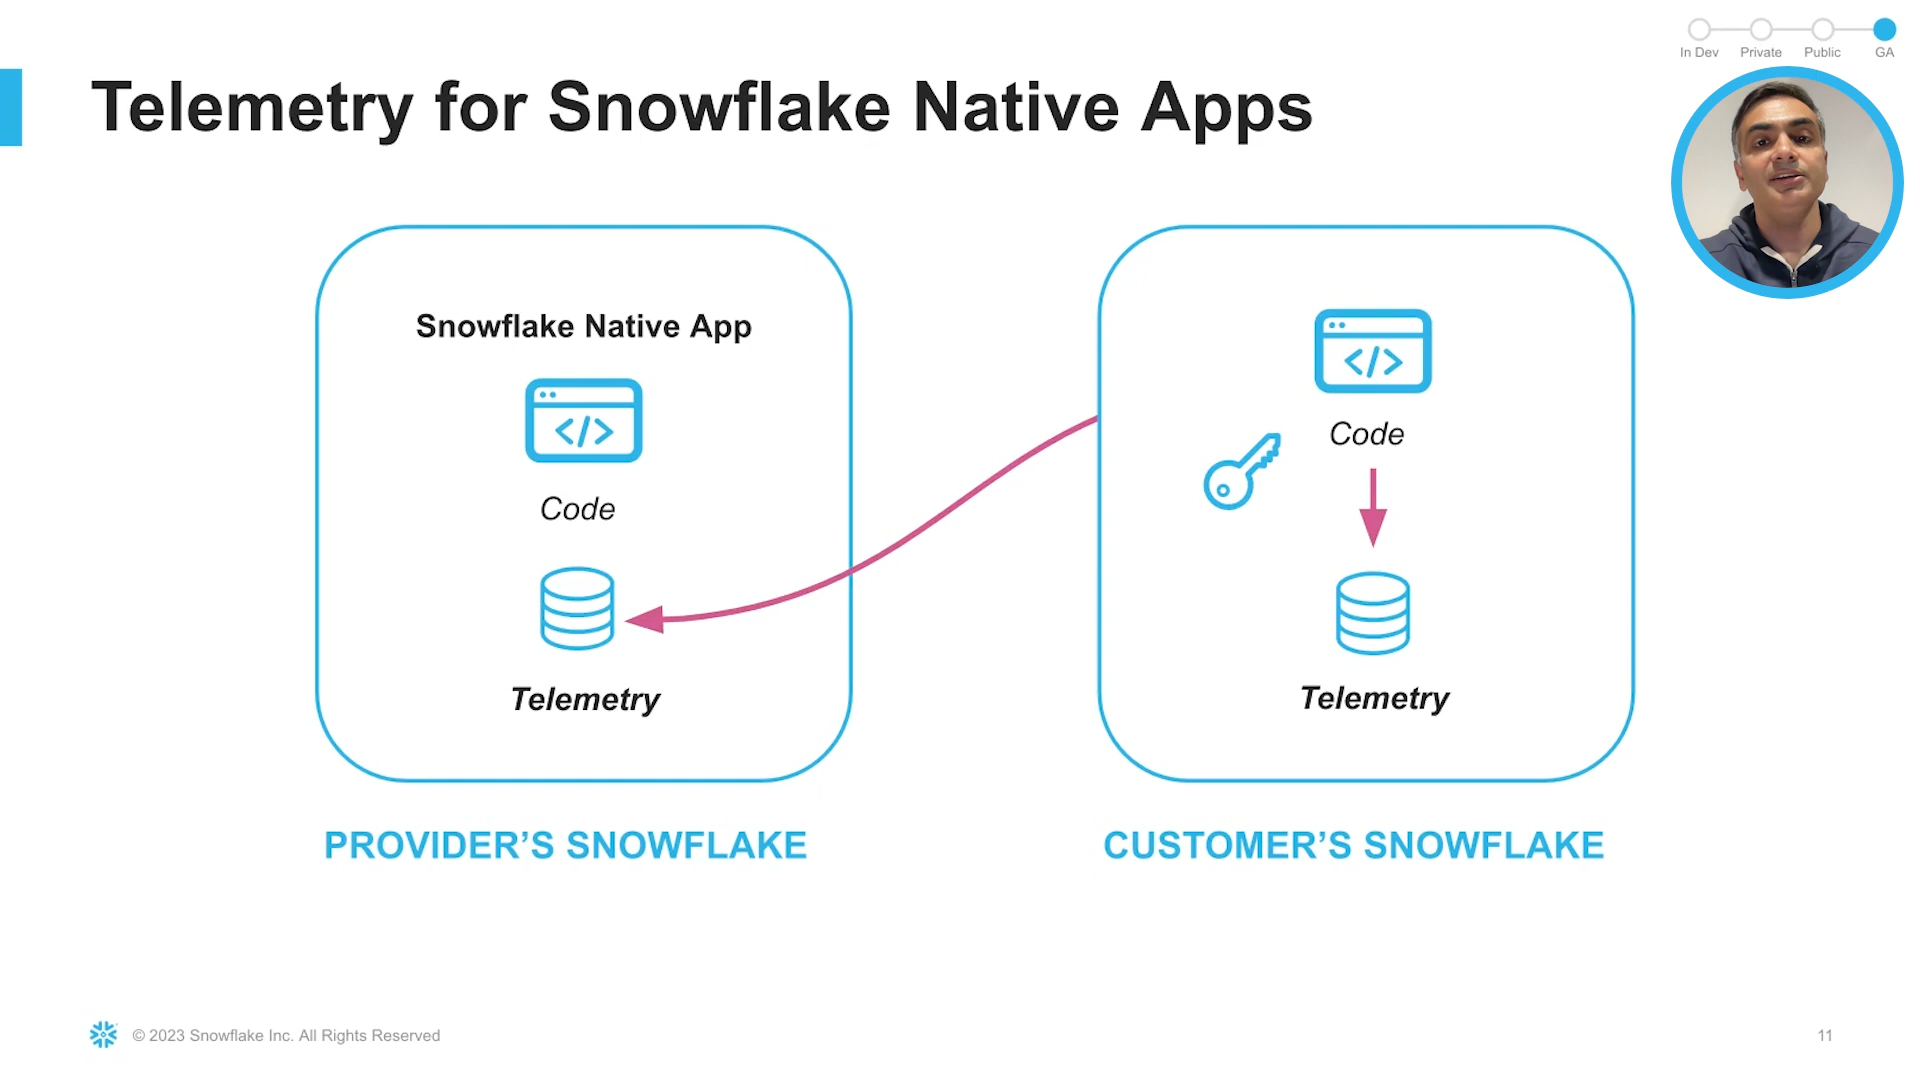 In Dev Private Public GA
Telemetry for Snowflake Native Apps
Snowflake Native App
Code
Telemetry
Code
Telemetry
PROVIDER’S SNOWFLAKE
CUSTOMER’S SNOWFLAKE
© 2023 Snowflake Inc. All Rights Reserved
11